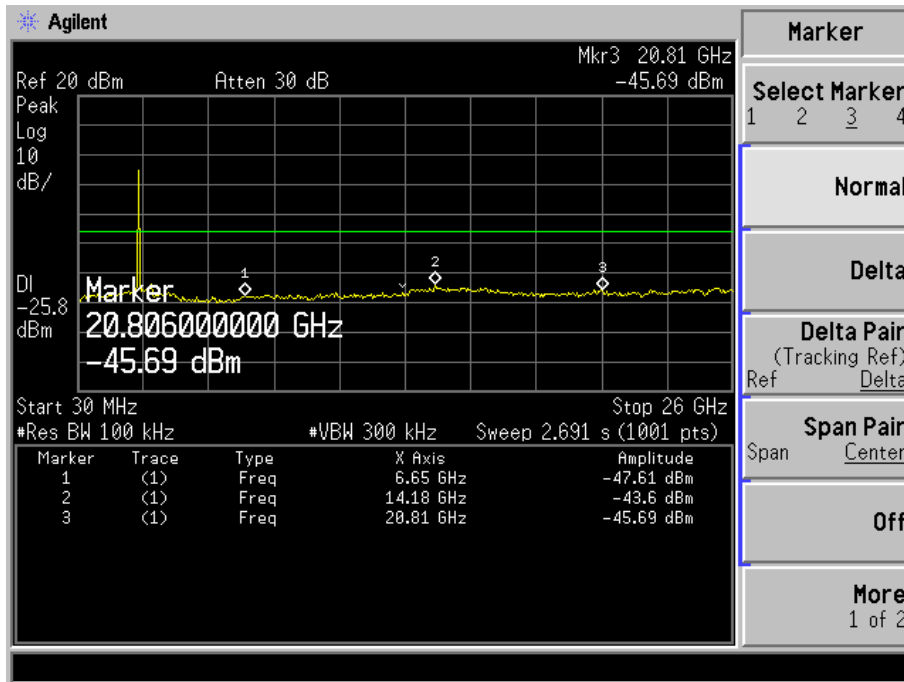 Agilent
Marker
Mkr3 20.81 GHz
Ref 20 dBm Atten 30 dB -45.69 dBm
Peak
Log
10
dB/
1
2
3
DI
-25.8
dBm
Marker
20.806000000 GHz
-45.69 dBm
Start 30 MHz Stop 26 GHz
#Res BW 100 kHz #VBW 300 kHz Sweep 2.691 s (1001 pts)
Marker Trace Type X Axis Amplitude
1 (1) Freq 6.65 GHz -47.61 dBm
2 (1) Freq 14.18 GHz -43.6 dBm
3 (1) Freq 20.81 GHz -45.69 dBm
Select Marker
1 2 3 4
Normal
Delta
Delta Pair
(Tracking Ref)
Ref Delta
Span Pair
Span Center
Off
More
1 of 2